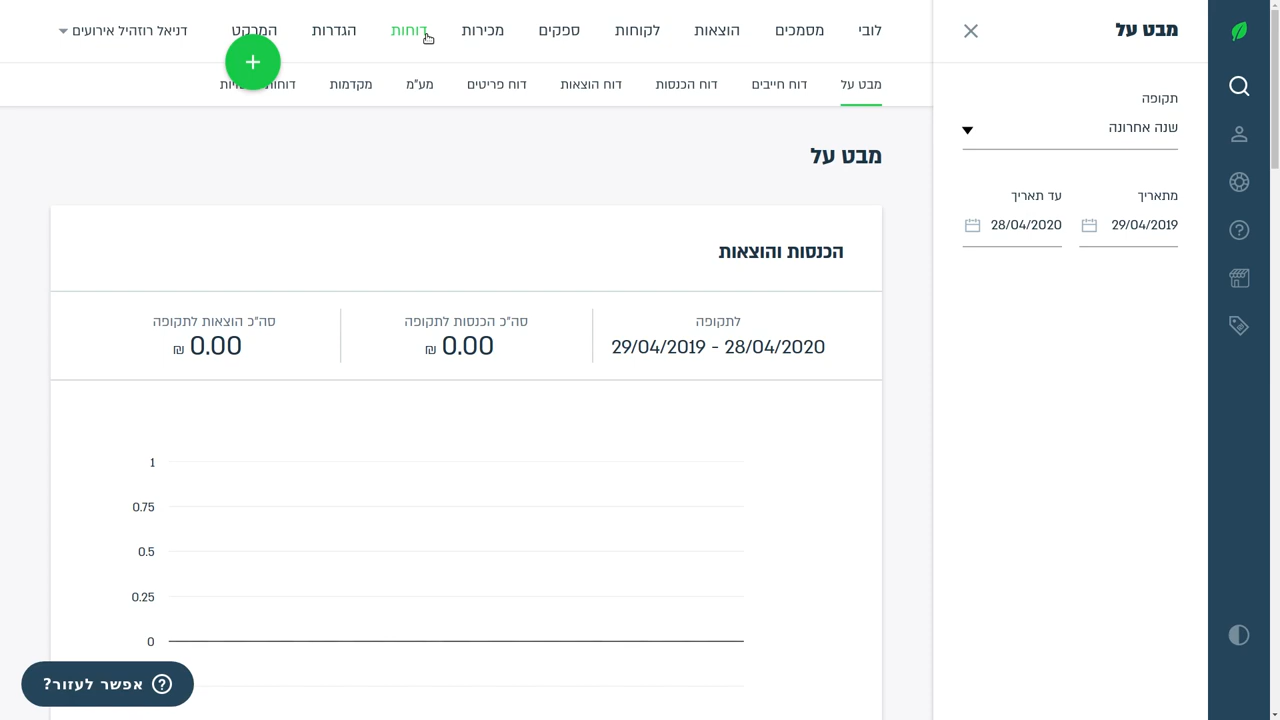 מבט על
תקופה
שנה אחרונה
מתאריך
עד תאריך
29/04/2019
28/04/2020
לובי
מסמכים
הוצאות
לקוחות
ספקים
מכירות
דוחות
הגדרות
המרקט
דניאל רוזהיל אירועים
מבט על
דוח חייבים
דוח הכנסות
דוח הוצאות
דוח פריטים
מע"מ
מקדמות
דוחות
מבט על
הכנסות והוצאות
לתקופה
29/04/2019 - 28/04/2020
סה"כ הכנסות לתקופה
0.00 ₪
סה"כ הוצאות לתקופה
0.00 ₪
1
0.75
0.5
0.25
0
אפשר לעזור?